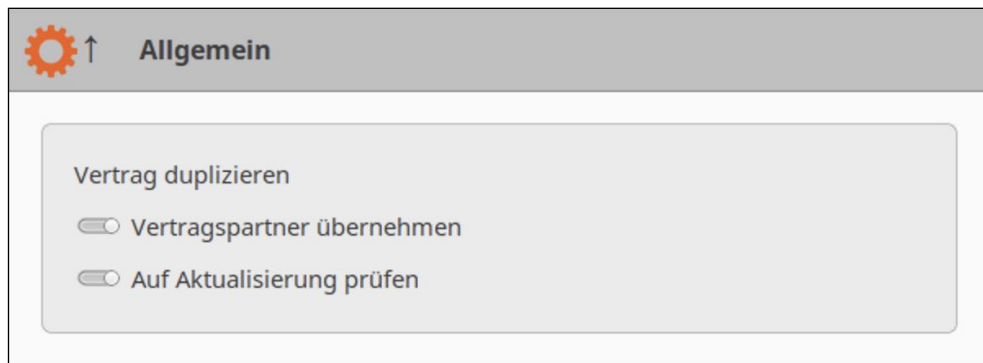 Allgemein
Vertrag duplizieren
Vertragspartner übernehmen
Auf Aktualisierung prüfen